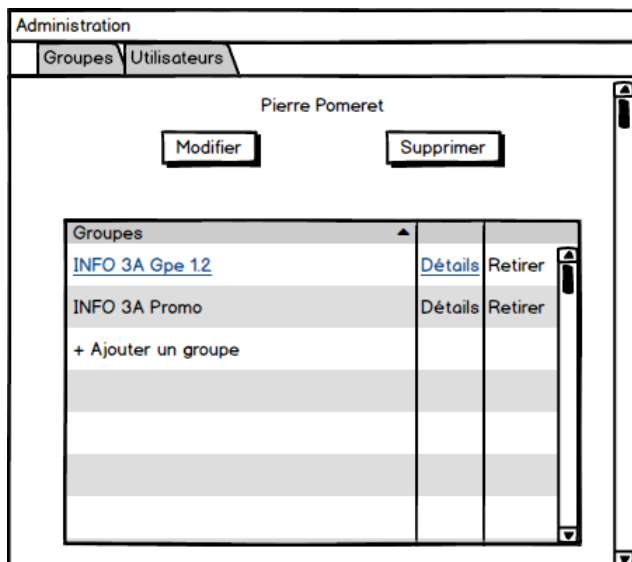 Administration
Groupes Utilisateurs
Pierre Pomeret
Modifier Supprimer
Groupes
INFO 3A Gpe 1.2 Détails Retirer
INFO 3A Promo Détails Retirer
+ Ajouter un groupe